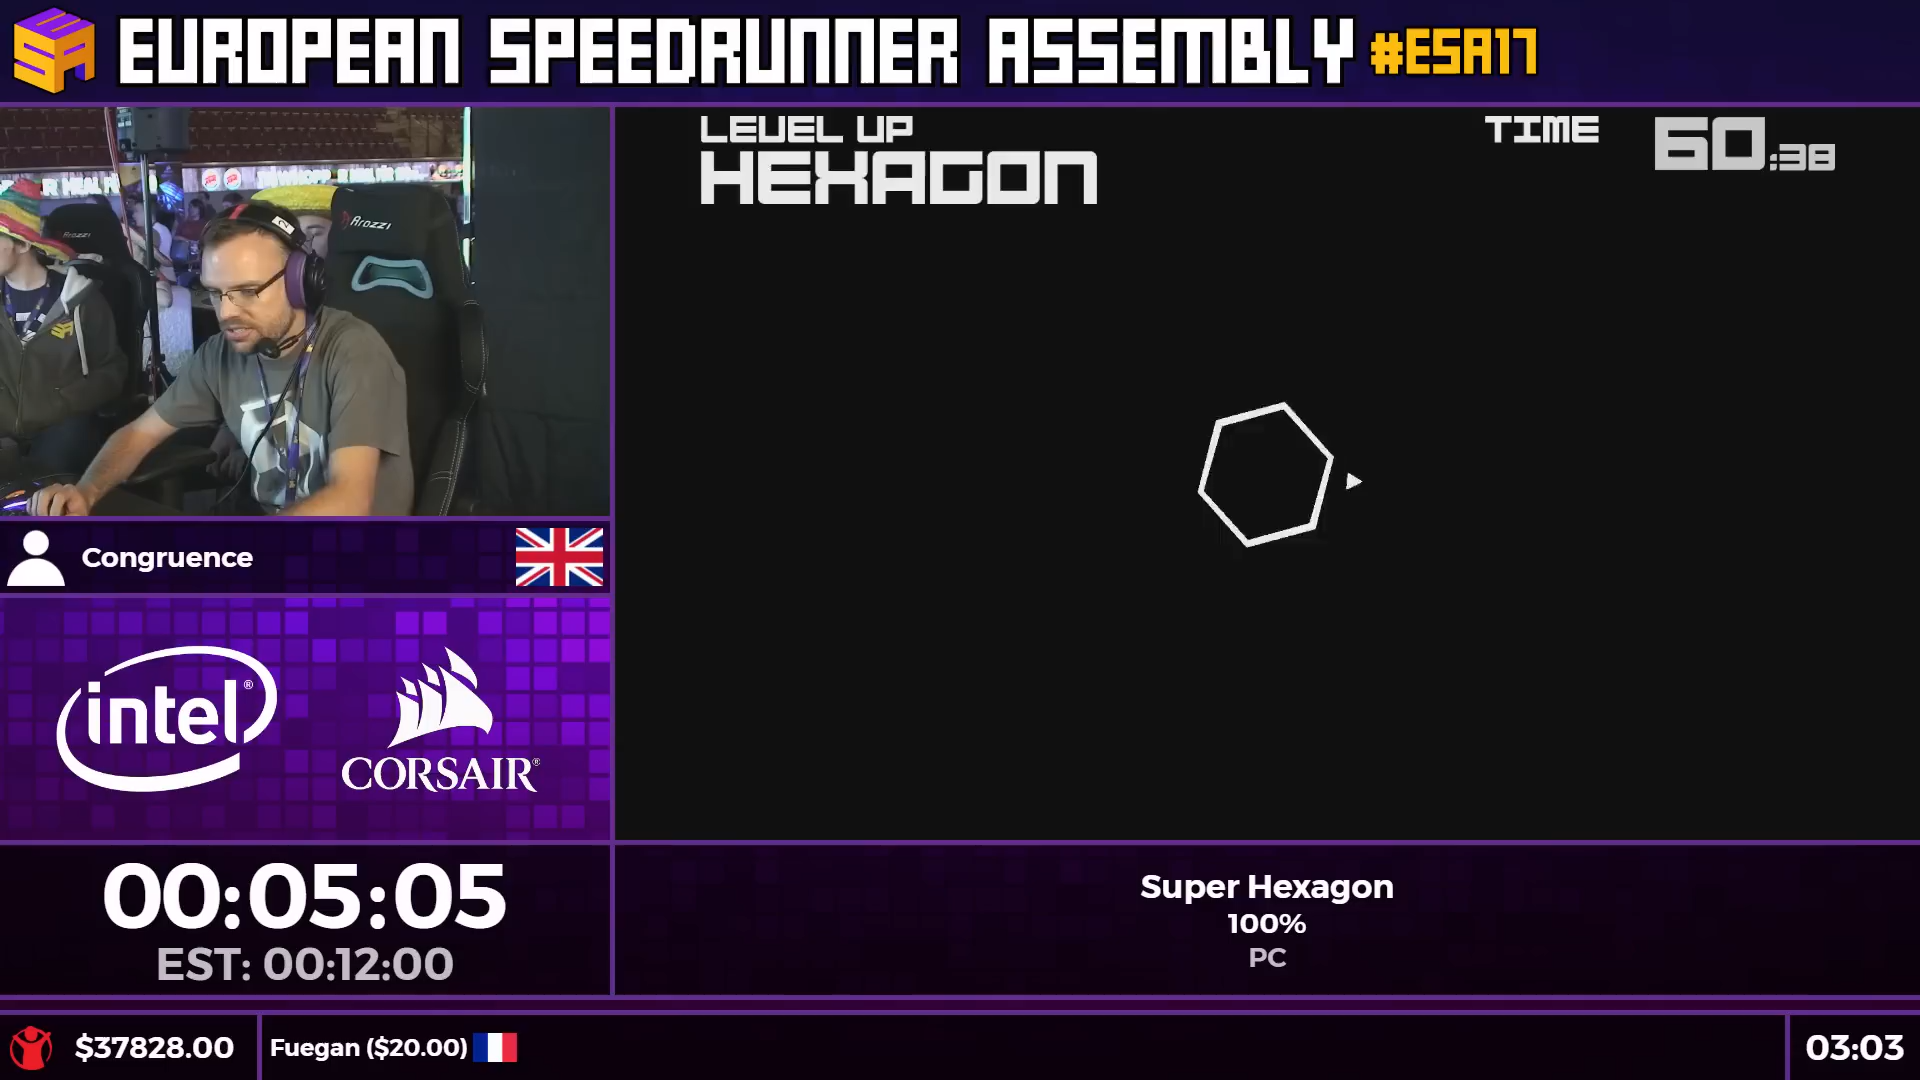 EUROPEAN SPEEDRUNNER ASSEMBLY #ESA17
LEVEL UP
HEXAGON
TIME 60:38
Arozzi
Arozzi
Congruence
intel®
CORSAIR®
00:05:05
EST: 00:12:00
Super Hexagon
100%
PC
$37828.00
Fuegan ($20.00)
03:03